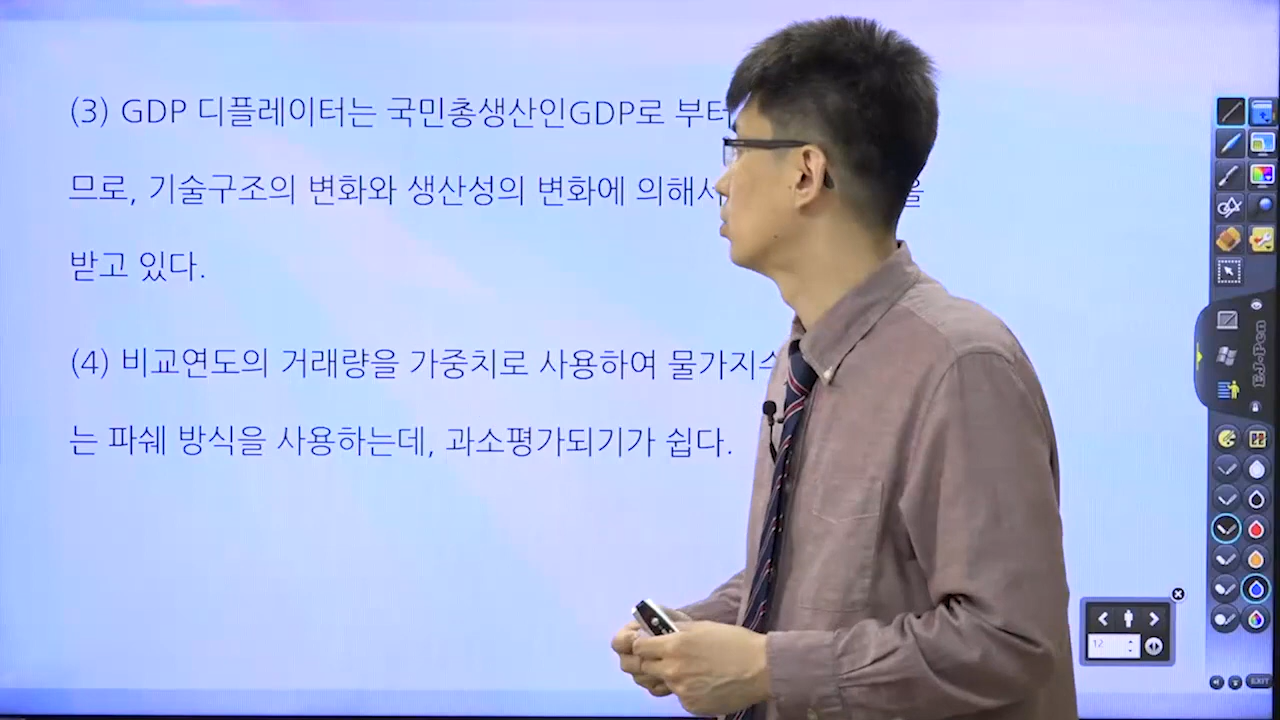 (3) GDP 디플레이터는 국민총생산인GDP로 부터
므로, 기술구조의 변화와 생산성의 변화에 의해서 을
받고 있다.
(4) 비교연도의 거래량을 가중치로 사용하여
는 파쉐 방식을 사용하는데, 과소평가되기가 쉽다.
E.J-Pen
12
EXIT